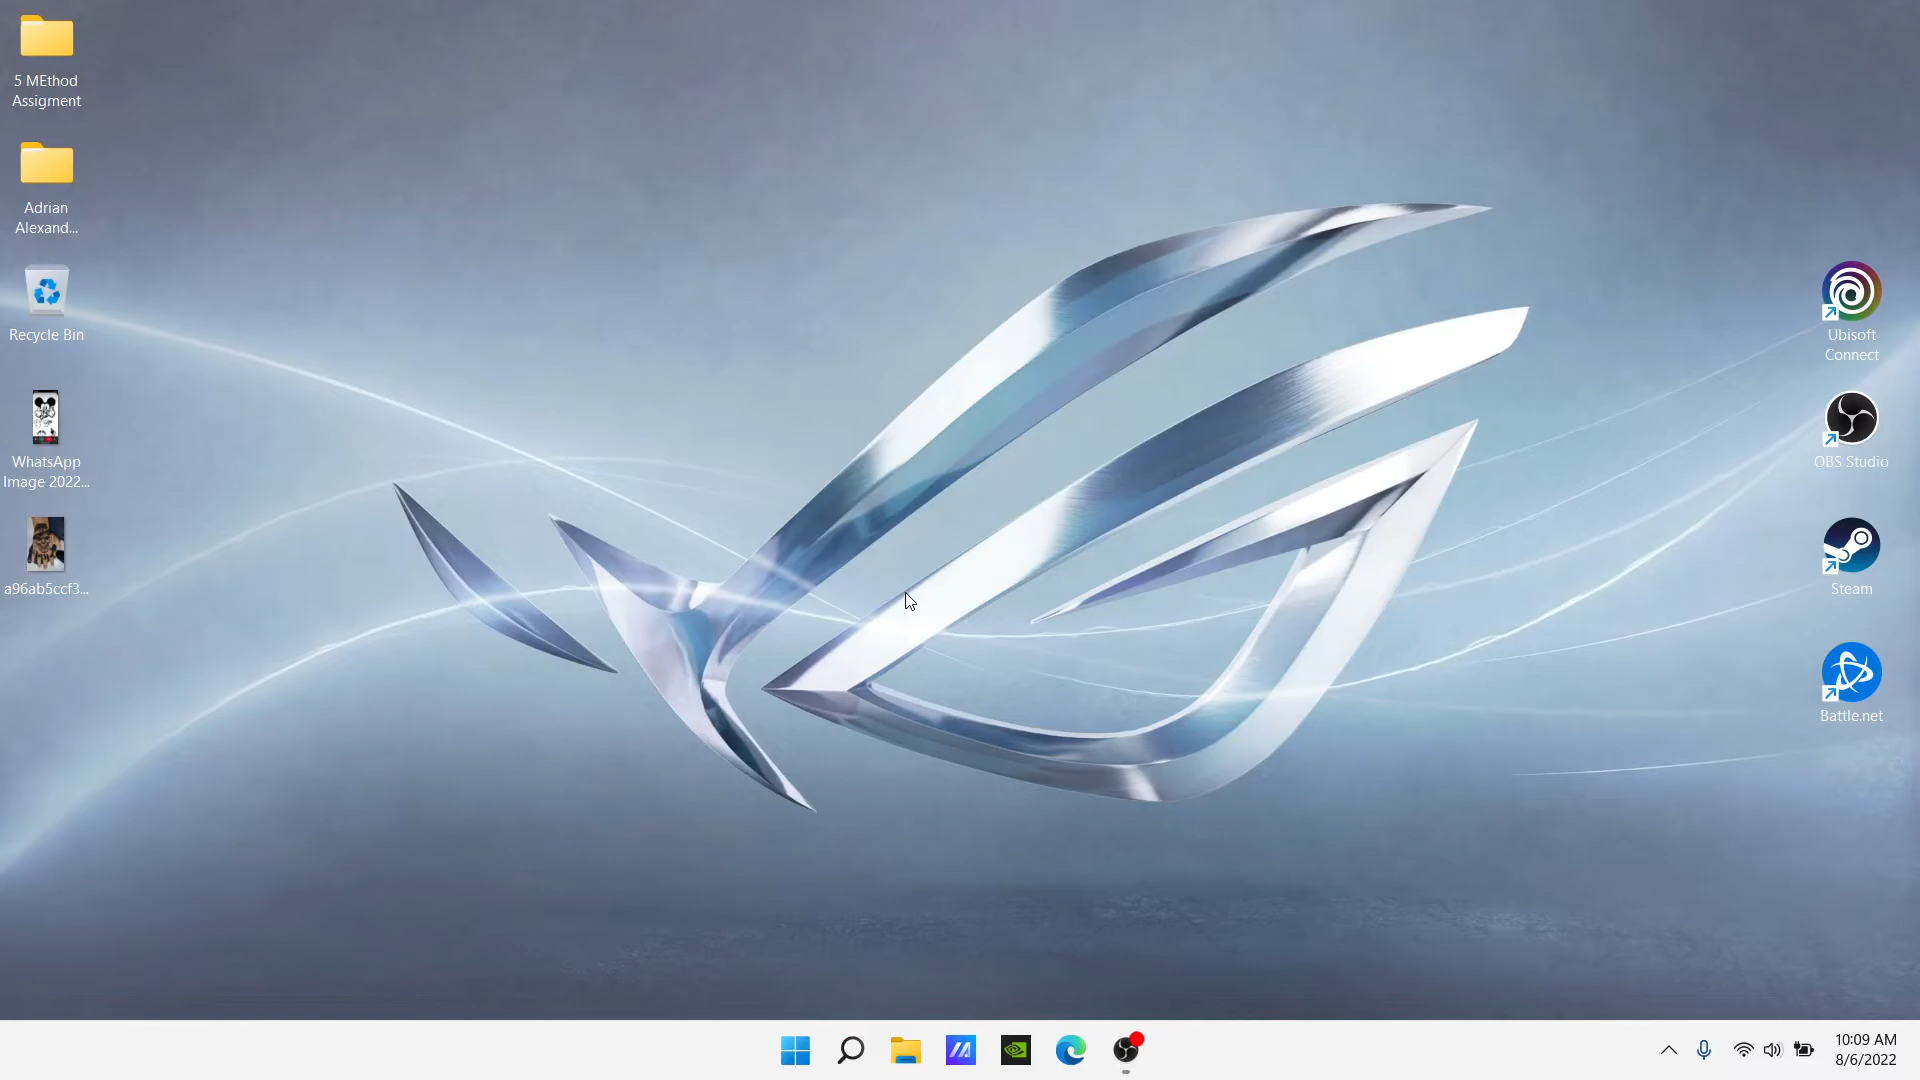 5 MEthod
Assigment
Adrian
Alexand...
Recycle Bin
WhatsApp
Image 2022...
a96ab5ccf3...
Ubisoft
Connect
OBS Studio
Steam
Battle.net
10:09 AM
8/6/2022